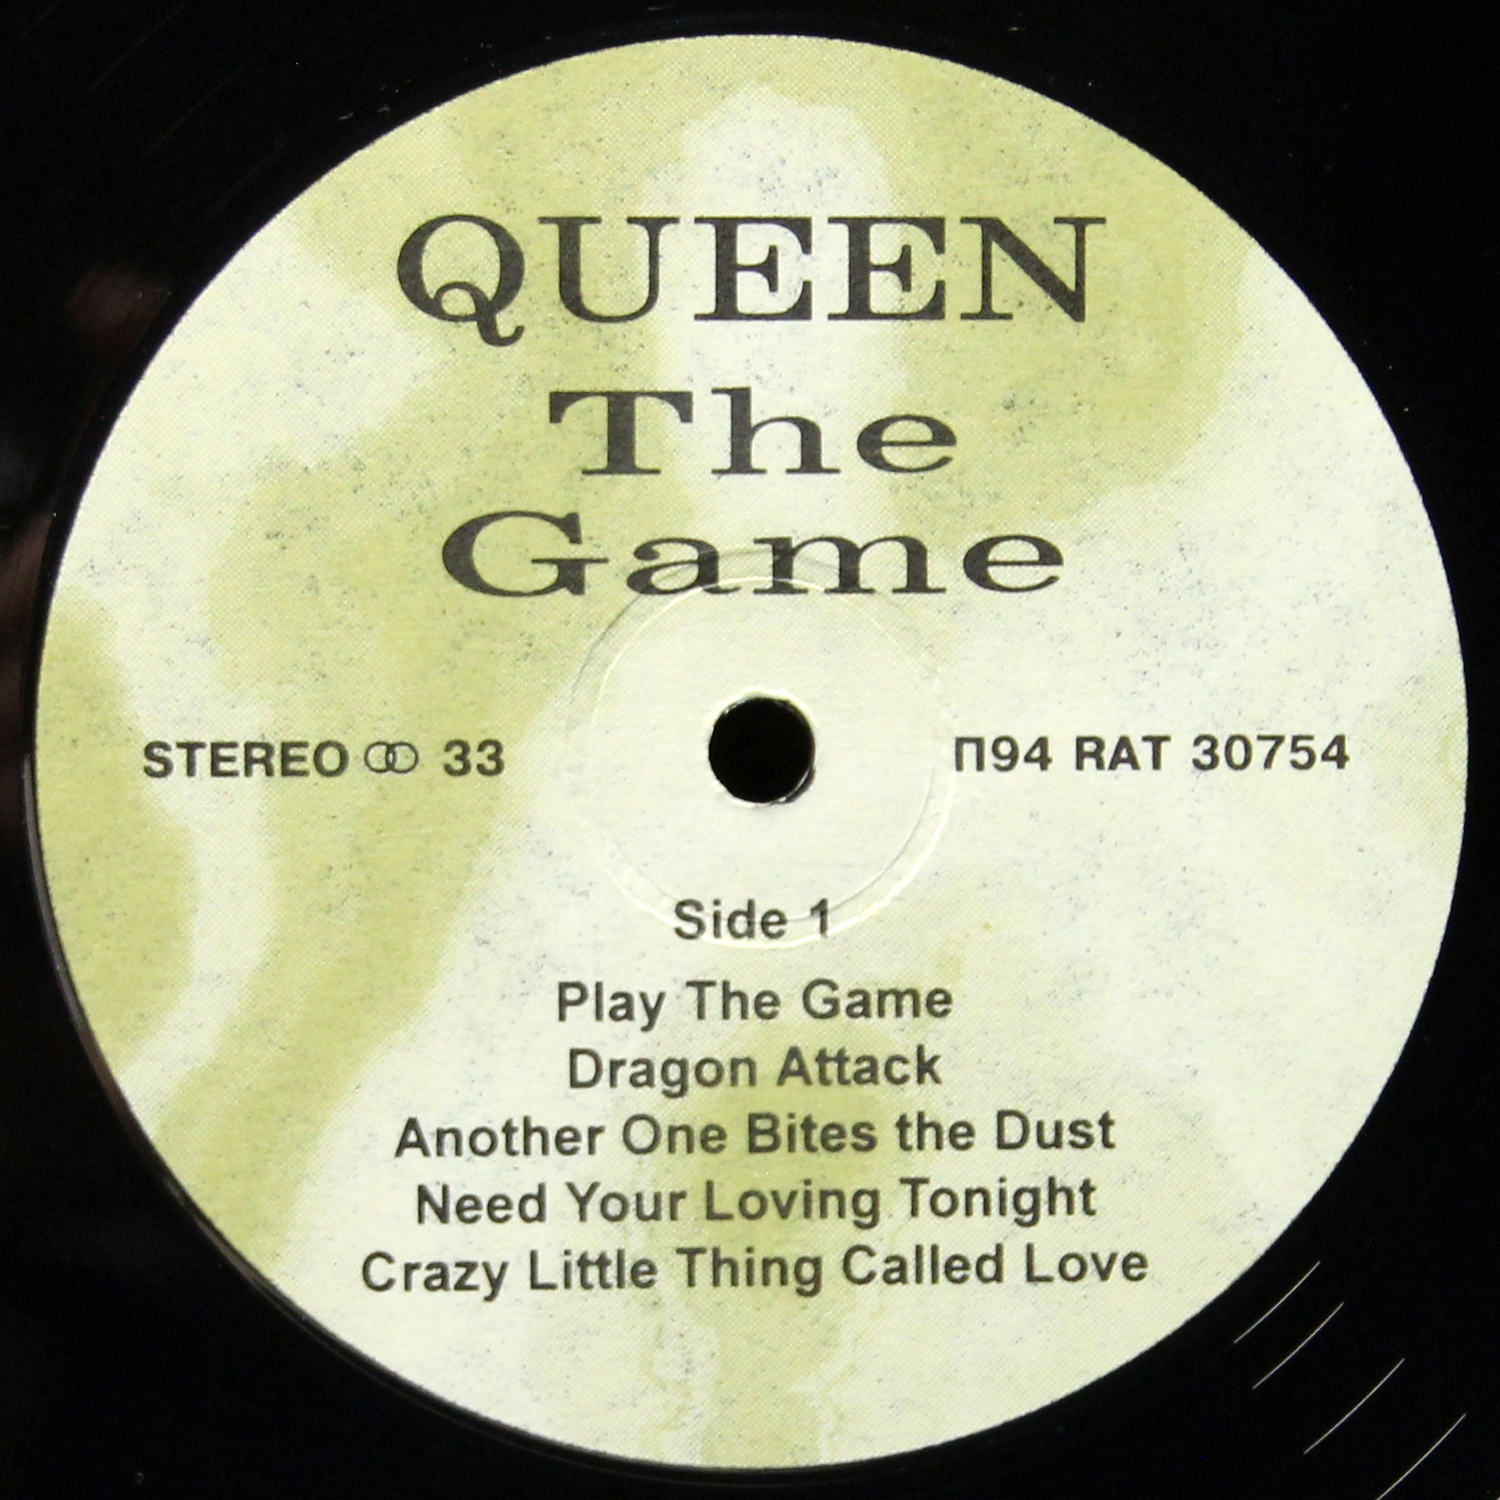 QUEEN
The
Game
STEREO 33
П94 RAT 30754
Side 1
Play The Game
Dragon Attack
Another One Bites the Dust
Need Your Loving Tonight
Crazy Little Thing Called Love